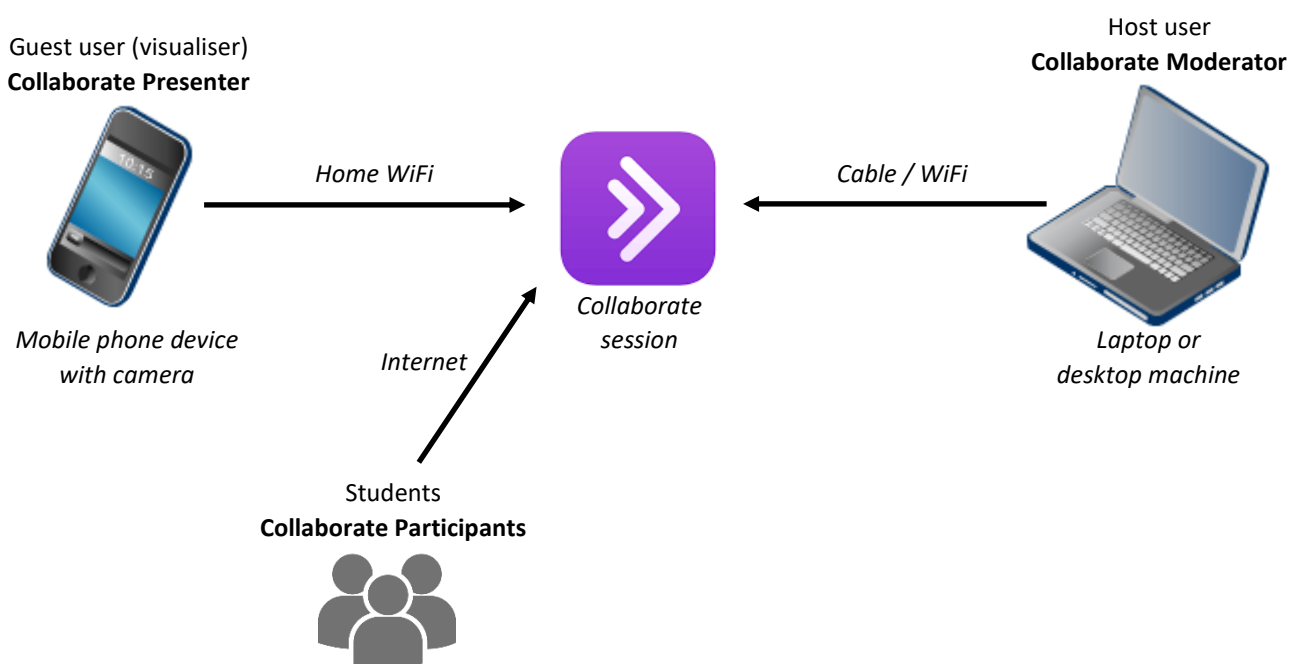 Guest user (visualiser)
Collaborate Presenter
10:15
Mobile phone device
with camera
Home WiFi
Collaborate
session
Cable / WiFi
Host user
Collaborate Moderator
Laptop or
desktop machine
Internet
Students
Collaborate Participants